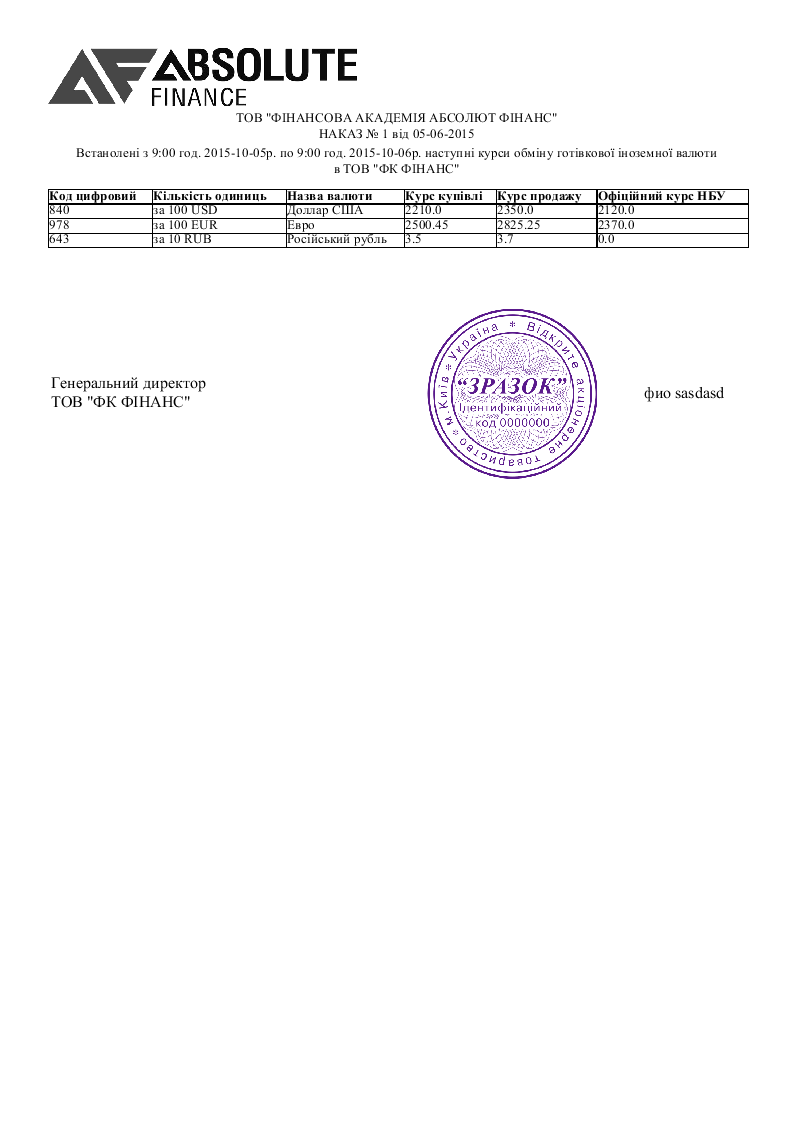 ABSOLUTE
FINANCE
ТОВ "ФІНАНСОВА АКАДЕМІЯ АБСОЛЮТ ФІНАНС"
НАКАЗ № 1 від 05-06-2015
Встанолені з 9:00 год. 2015-10-05р. по 9:00 год. 2015-10-06р. наступні курси обміну готівкової іноземної валюти
в ТОВ "ФК ФІНАНС"
Код цифровий Кількість одиниць Назва валюти Курс купівлі Курс продажу Офіційний курс НБУ
840 за 100 USD Доллар США 2210.0 2350.0 2120.0
978 за 100 EUR Евро 2500.45 2825.25 2370.0
643 за 10 RUB Російський рубль 3.5 3.7 0.0
Генеральний директор
ТОВ "ФК ФІНАНС"
м.Київ * Україна * Відкрите акціонерне товариство *
“ЗРАЗОК”
Ідентифікаційний
код 0000000
фио sasdasd